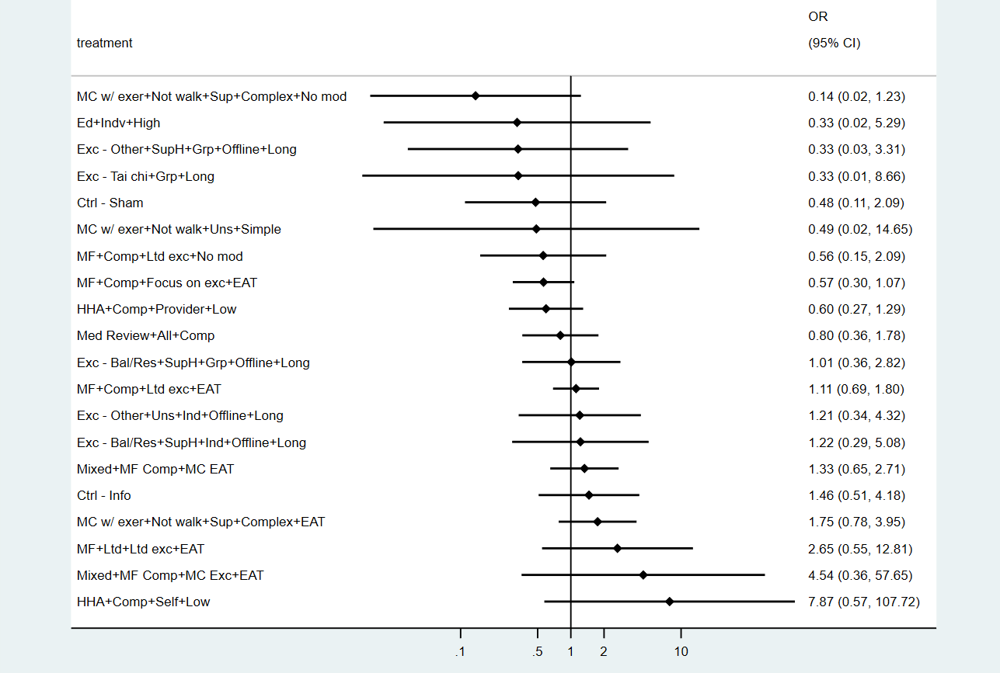 OR
treatment (95% CI)
MC w/ exer+Not walk+Sup+Complex+No mod 0.14 (0.02, 1.23)
Ed+Indv+High 0.33 (0.02, 5.29)
Exc - Other+SupH+Grp+Offline+Long 0.33 (0.03, 3.31)
Exc - Tai chi+Grp+Long 0.33 (0.01, 8.66)
Ctrl - Sham 0.48 (0.11, 2.09)
MC w/ exer+Not walk+Uns+Simple 0.49 (0.02, 14.65)
MF+Comp+Ltd exc+No mod 0.56 (0.15, 2.09)
MF+Comp+Focus on exc+EAT 0.57 (0.30, 1.07)
HHA+Comp+Provider+Low 0.60 (0.27, 1.29)
Med Review+All+Comp 0.80 (0.36, 1.78)
Exc - Bal/Res+SupH+Grp+Offline+Long 1.01 (0.36, 2.82)
MF+Comp+Ltd exc+EAT 1.11 (0.69, 1.80)
Exc - Other+Uns+Ind+Offline+Long 1.21 (0.34, 4.32)
Exc - Bal/Res+SupH+Ind+Offline+Long 1.22 (0.29, 5.08)
Mixed+MF Comp+MC EAT 1.33 (0.65, 2.71)
Ctrl - Info 1.46 (0.51, 4.18)
MC w/ exer+Not walk+Sup+Complex+EAT 1.75 (0.78, 3.95)
MF+Ltd+Ltd exc+EAT 2.65 (0.55, 12.81)
Mixed+MF Comp+MC Exc+EAT 4.54 (0.36, 57.65)
HHA+Comp+Self+Low 7.87 (0.57, 107.72)
.1 .5 1 2 10